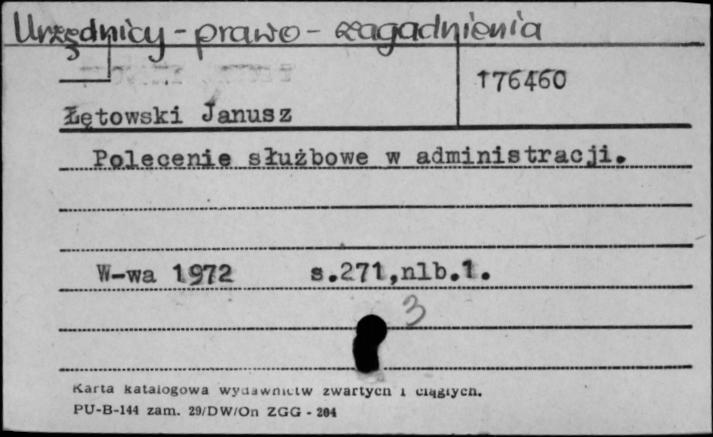 Urzędnicy - prawo - zagadnienia
176460
Łętowski Janusz
Polecenie służbowe w administracji.
W-wa 1972 s.271,nlb.1.
3
Karta katalogowa wydawnictw zwartych i ciągłych.
PU-B-144 zam. 29/DW/On ZGG - 204